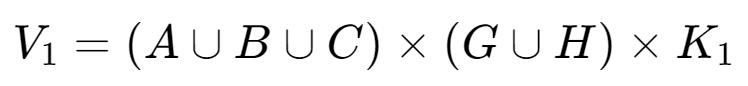 V₁ = (A ∪ B ∪ C) × (G ∪ H) × K₁